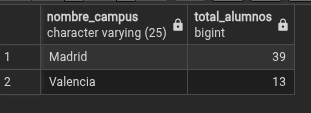 nombre_campus total_alumnos
character varying (25) bigint
1 Madrid 39
2 Valencia 13